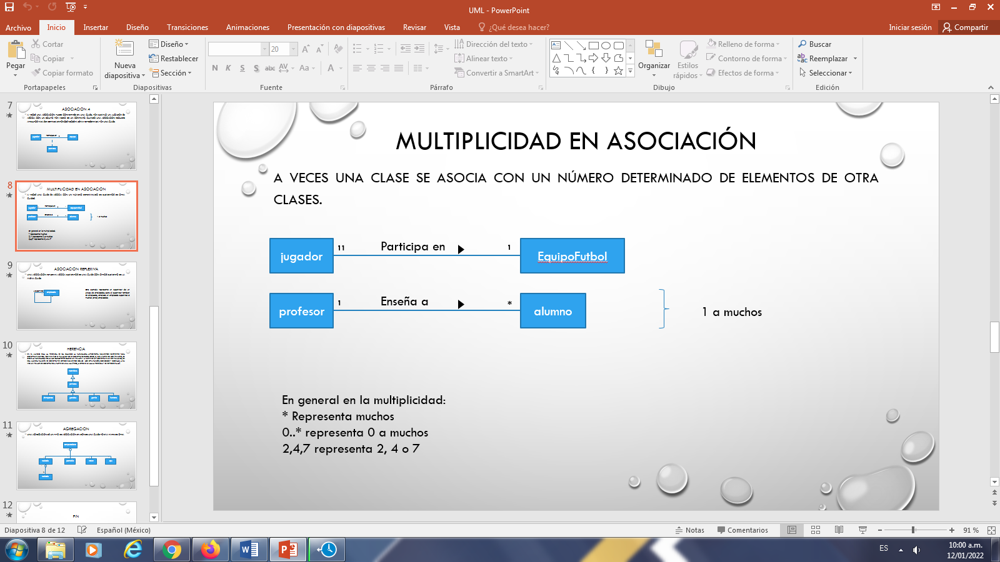 UML - PowerPoint
Archivo Inicio Insertar Diseño Transiciones Animaciones Presentación con diapositivas Revisar Vista ¿Qué desea hacer? Iniciar sesión Compartir
Pegar
Cortar
Copiar
Copiar formato
Portapapeles
Nueva diapositiva
Diseño
Restablecer
Sección
Diapositivas
20
N K S S abc AV Aa A
Fuente
Dirección del texto
Alinear texto
Convertir a SmartArt
Párrafo
Organizar
Estilos rápidos
Relleno de forma
Contorno de forma
Efectos de forma
Dibujo
Buscar
Reemplazar
Seleccionar
Edición
7
ASOCIACIÓN 4
8
MULTIPLICIDAD EN ASOCIACIÓN
9
ASOCIACIÓN REFLEXIVA
10
HERENCIA
11
AGREGACIÓN
12
FIN
MULTIPLICIDAD EN ASOCIACIÓN
A VECES UNA CLASE SE ASOCIA CON UN NÚMERO DETERMINADO DE ELEMENTOS DE OTRA
CLASES.
jugador 11 Participa en 1 EquipoFutbol
profesor 1 Enseña a * alumno
1 a muchos
En general en la multiplicidad:
* Representa muchos
0..* representa 0 a muchos
2,4,7 representa 2, 4 o 7
Diapositiva 8 de 12 Español (México) Notas Comentarios 91 %
ES
10:00 a.m.
12/01/2022